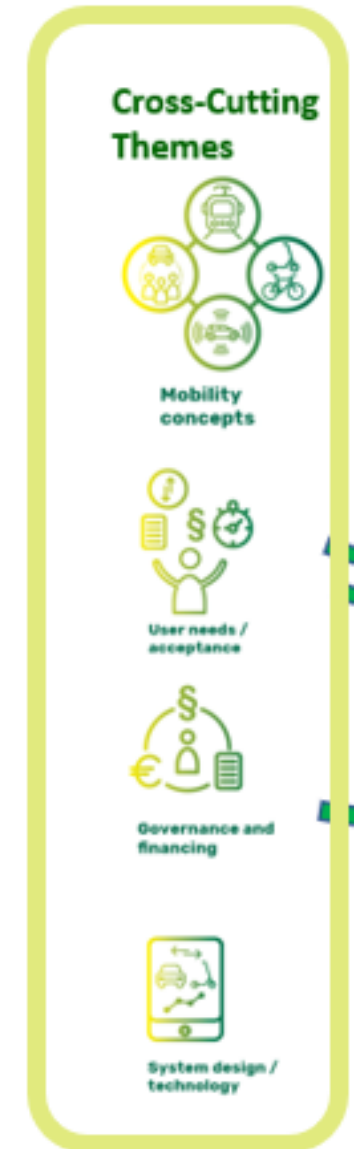 Cross-Cutting
Themes
Mobility
concepts
§
User needs /
acceptance
§
€
Governance and
financing
System design /
technology